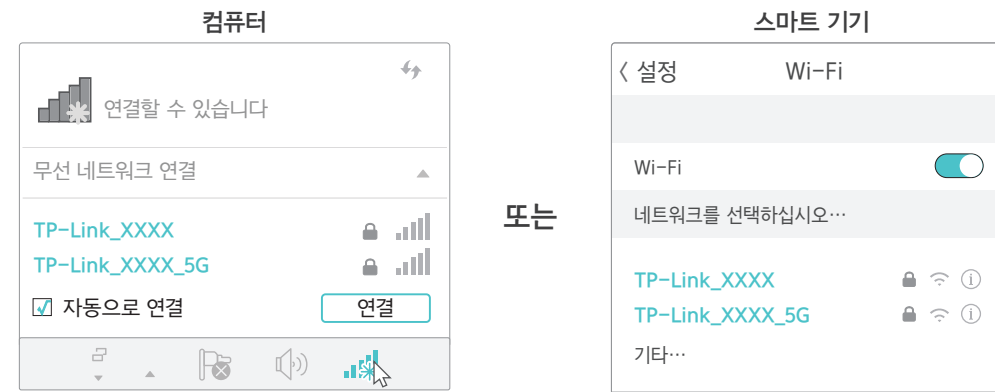 컴퓨터
연결할 수 있습니다
무선 네트워크 연결
TP-Link_XXXX
TP-Link_XXXX_5G
자동으로 연결
연결
또는
스마트 기기
〈 설정
Wi-Fi
Wi-Fi
네트워크를 선택하십시오…
TP-Link_XXXX
TP-Link_XXXX_5G
기타…